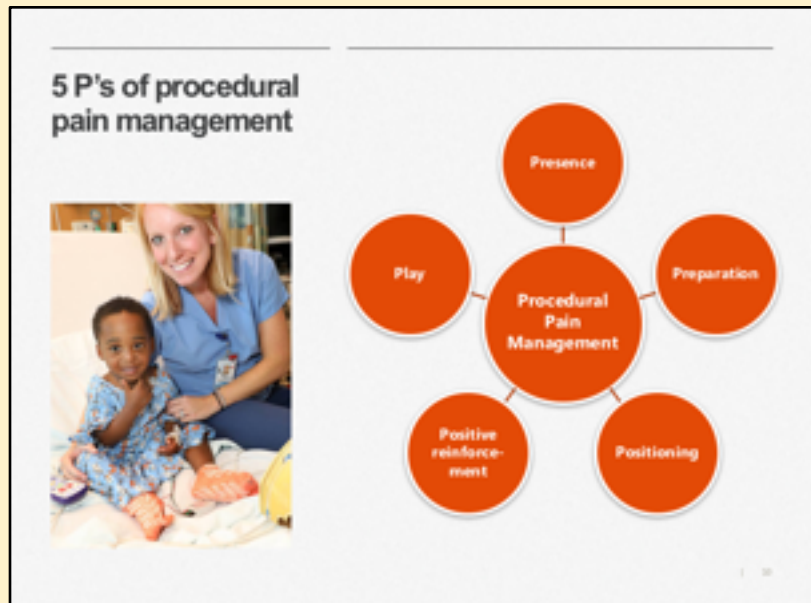 5 P's of procedural
pain management
Presence
Play
Preparation
Procedural
Pain
Management
Positive
reinforce-
ment
Positioning